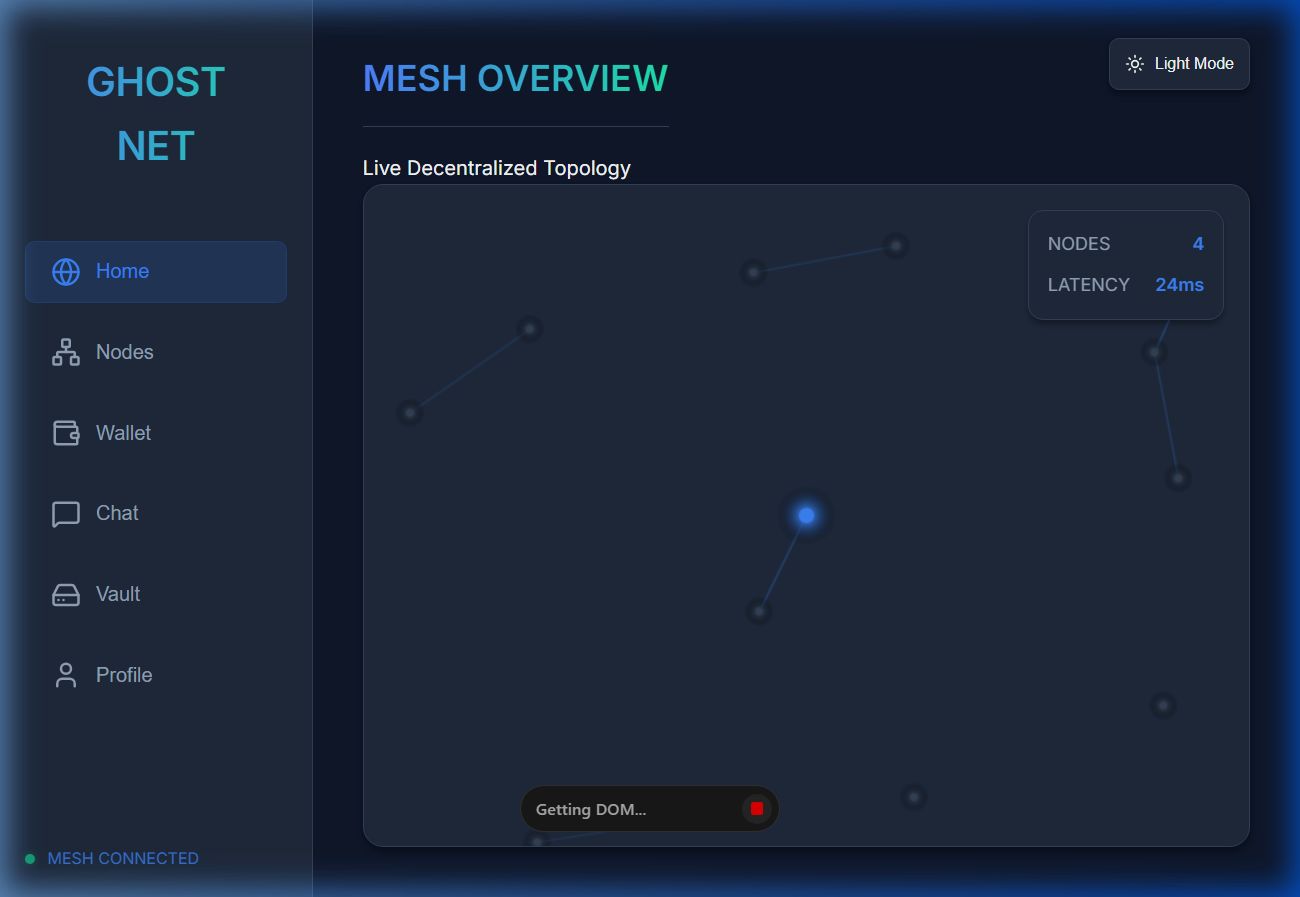 GHOST
NET
Home
Nodes
Wallet
Chat
Vault
Profile
MESH CONNECTED
MESH OVERVIEW
Light Mode
Live Decentralized Topology
NODES 4
LATENCY 24ms
Getting DOM...